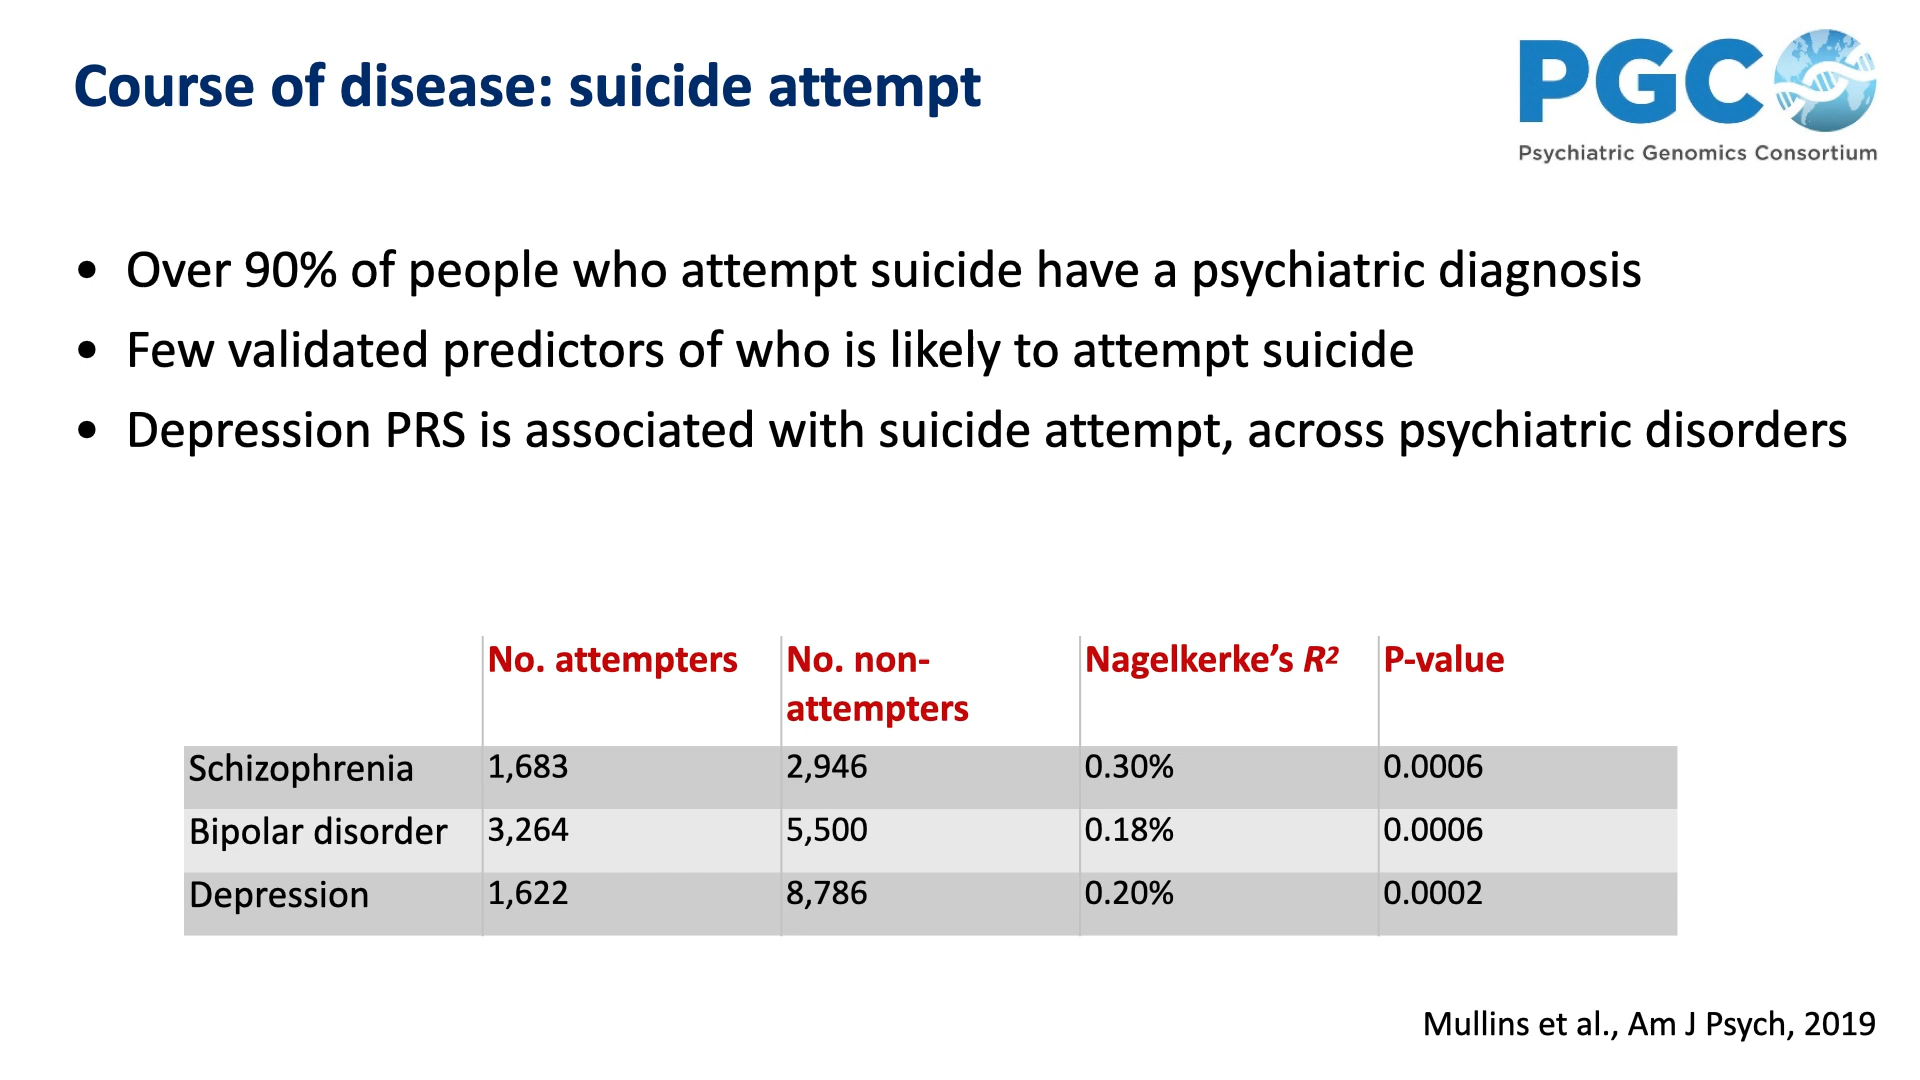 Course of disease: suicide attempt
PGC
Psychiatric Genomics Consortium
• Over 90% of people who attempt suicide have a psychiatric diagnosis
• Few validated predictors of who is likely to attempt suicide
• Depression PRS is associated with suicide attempt, across psychiatric disorders
No. attempters No. non- Nagelkerke’s R² P-value
attempters
Schizophrenia 1,683 2,946 0.30% 0.0006
Bipolar disorder 3,264 5,500 0.18% 0.0006
Depression 1,622 8,786 0.20% 0.0002
Mullins et al., Am J Psych, 2019